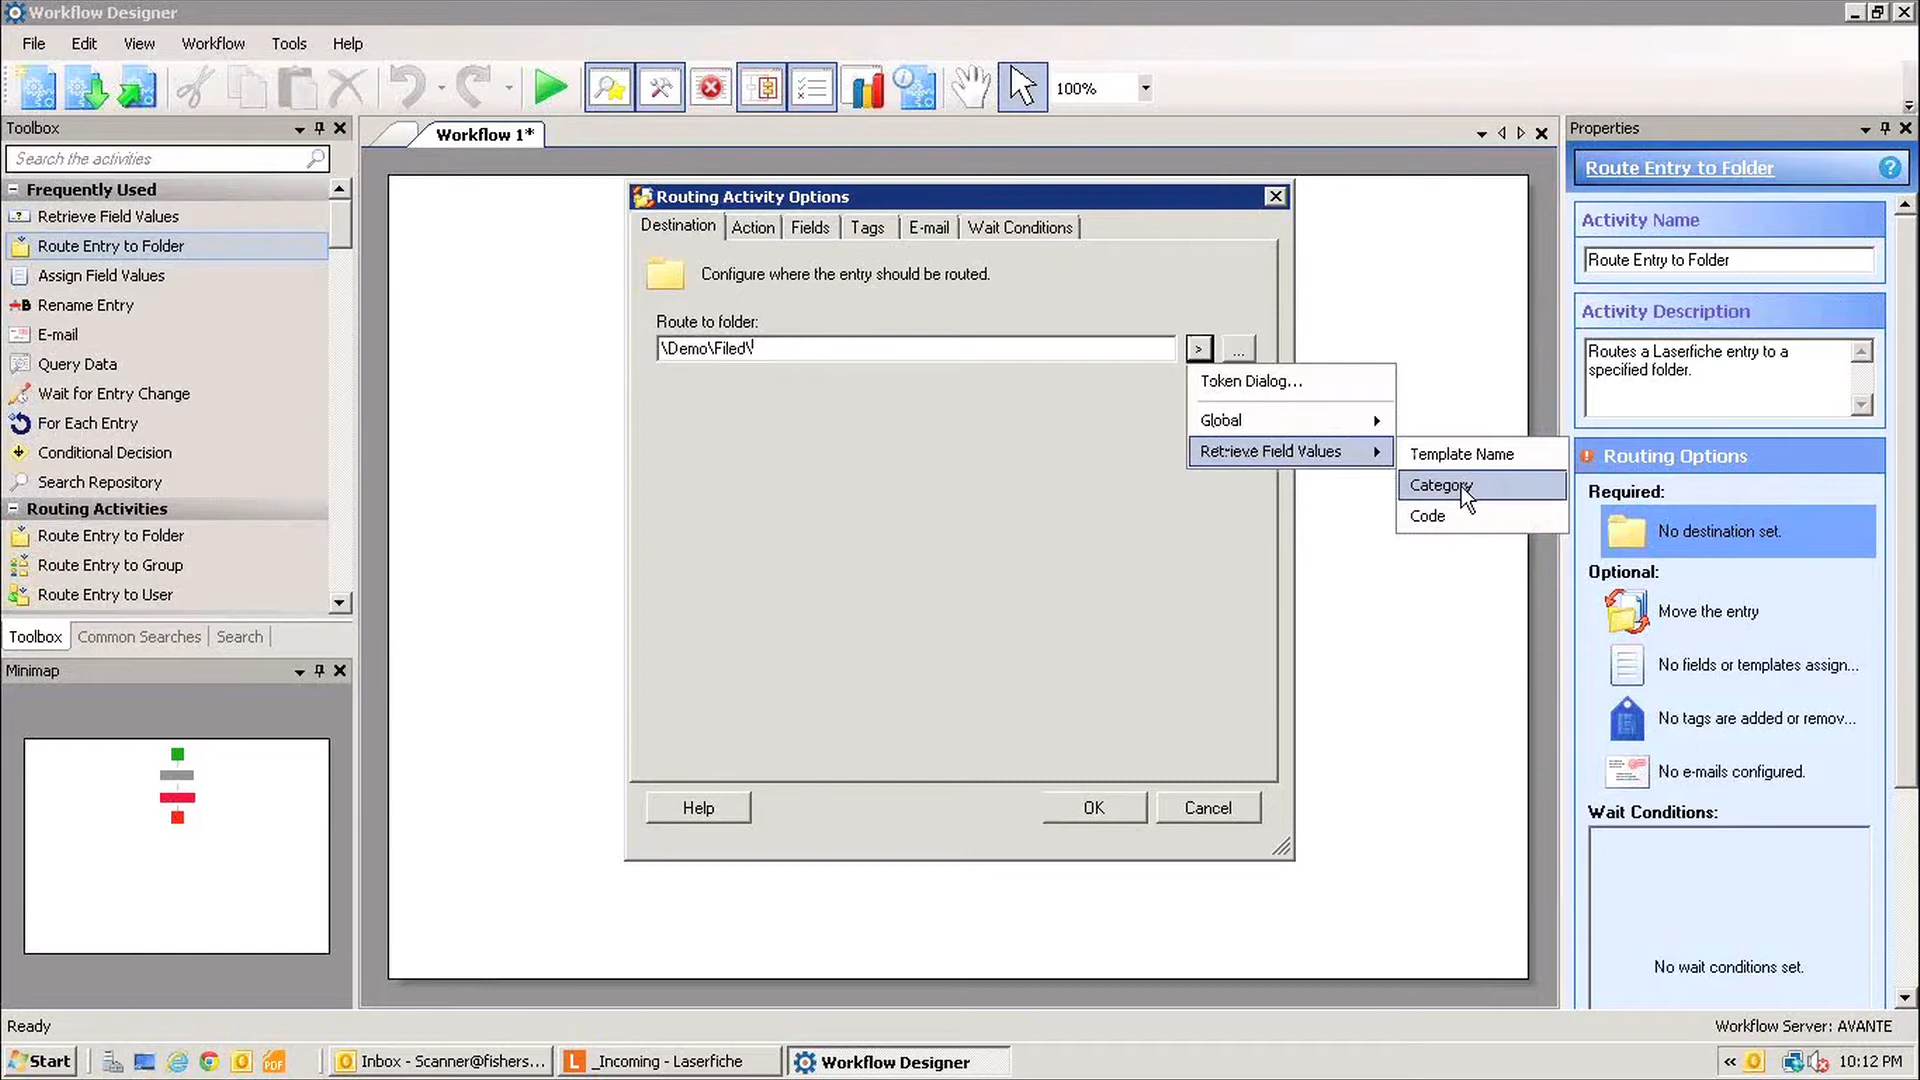 Workflow Designer
File Edit View Workflow Tools Help
100%
Toolbox
Search the activities
Frequently Used
Retrieve Field Values
Route Entry to Folder
Assign Field Values
Rename Entry
E-mail
Query Data
Wait for Entry Change
For Each Entry
Conditional Decision
Search Repository
Routing Activities
Route Entry to Folder
Route Entry to Group
Route Entry to User
Toolbox Common Searches Search
Minimap
Workflow 1*
Routing Activity Options
Destination Action Fields Tags E-mail Wait Conditions
Configure where the entry should be routed.
Route to folder:
\Demo\Filed\
> ...
Token Dialog...
Global
Retrieve Field Values
Template Name
Category
Code
Help OK Cancel
Properties
Route Entry to Folder
Activity Name
Route Entry to Folder
Activity Description
Routes a Laserfiche entry to a
specified folder.
Routing Options
Required:
No destination set.
Optional:
Move the entry
No fields or templates assign...
No tags are added or remov...
No e-mails configured.
Wait Conditions:
No wait conditions set.
Ready
Workflow Server: AVANTE
Start
PDF
Inbox - Scanner@fishers...
L _Incoming - Laserfiche
Workflow Designer
« 10:12 PM